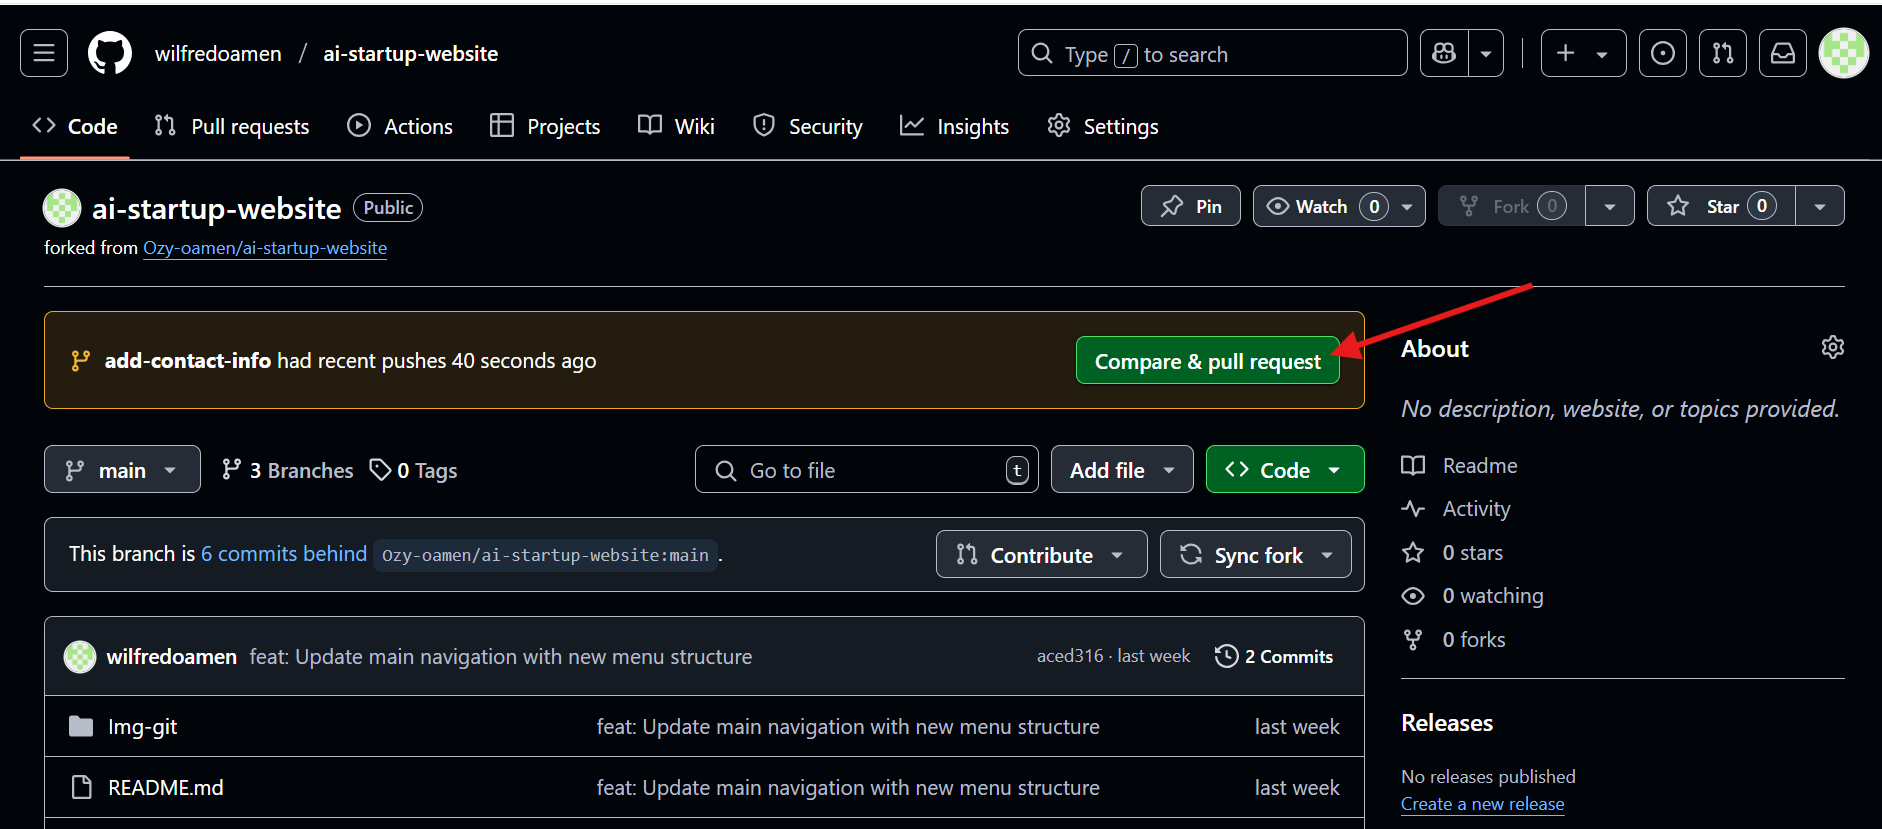 wilfredoamen / ai-startup-website
Type / to search
Code
Pull requests
Actions
Projects
Wiki
Security
Insights
Settings
ai-startup-website Public
Pin
Watch 0
Fork 0
Star 0
forked from Ozy-oamen/ai-startup-website
add-contact-info had recent pushes 40 seconds ago
Compare & pull request
main
3 Branches
0 Tags
Go to file t
Add file
Code
This branch is 6 commits behind Ozy-oamen/ai-startup-website:main .
Contribute
Sync fork
wilfredoamen feat: Update main navigation with new menu structure
aced316 · last week
2 Commits
Img-git feat: Update main navigation with new menu structure last week
README.md feat: Update main navigation with new menu structure last week
About
No description, website, or topics provided.
Readme
Activity
0 stars
0 watching
0 forks
Releases
No releases published
Create a new release